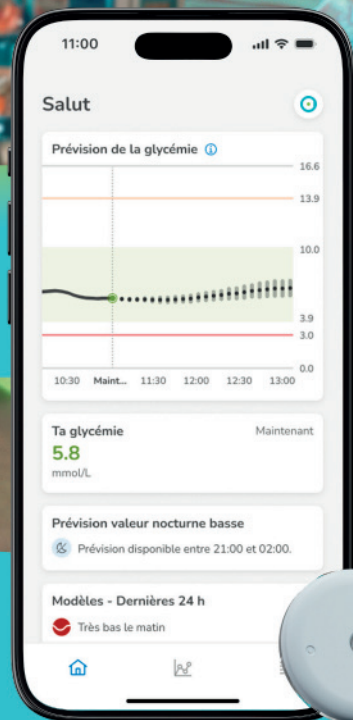 11:00
Salut
Prévision de la glycémie
16.6
13.9
10.0
3.9
3.0
0.0
10:30 Maint... 11:30 12:00 12:30 13:00
Ta glycémie Maintenant
5.8
mmol/L
Prévision valeur nocturne basse
Prévision disponible entre 21:00 et 02:00.
Modèles - Dernières 24 h
Très bas le matin